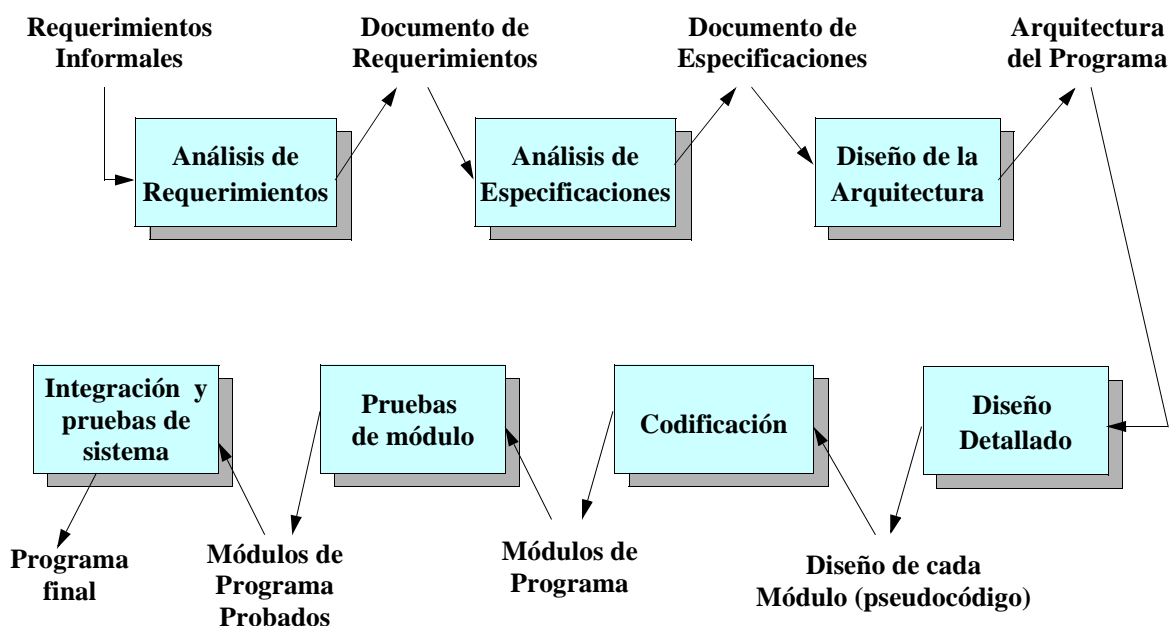 Requerimientos
Informales
Documento de
Requerimientos
Documento de
Especificaciones
Arquitectura
del Programa
Análisis de
Requerimientos
Análisis de
Especificaciones
Diseño de la
Arquitectura
Integración y
pruebas de
sistema
Pruebas
de módulo
Codificación
Diseño
Detallado
Programa
final
Módulos de
Programa
Probados
Módulos de
Programa
Diseño de cada
Módulo (pseudocódigo)